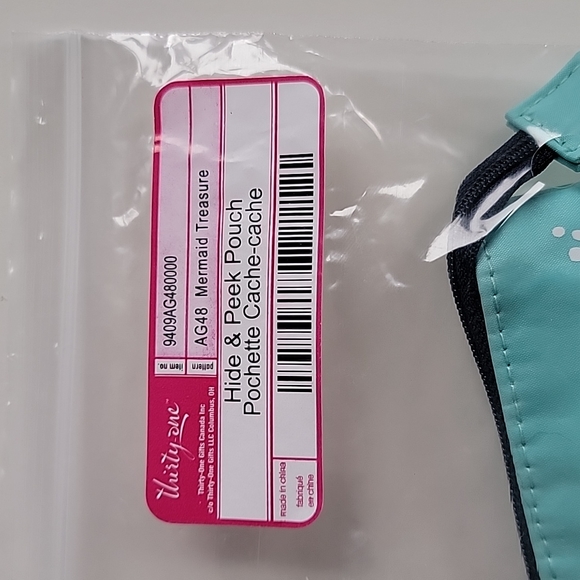 thirty-one™
Thirty-One Gifts Canada Inc
c/o Thirty-One Gifts LLC Columbus, OH
item no.
9409AG480000
pattern
AG48 Mermaid Treasure
Hide & Peek Pouch
Pochette Cache-cache
made in china
fabriqué
en chine